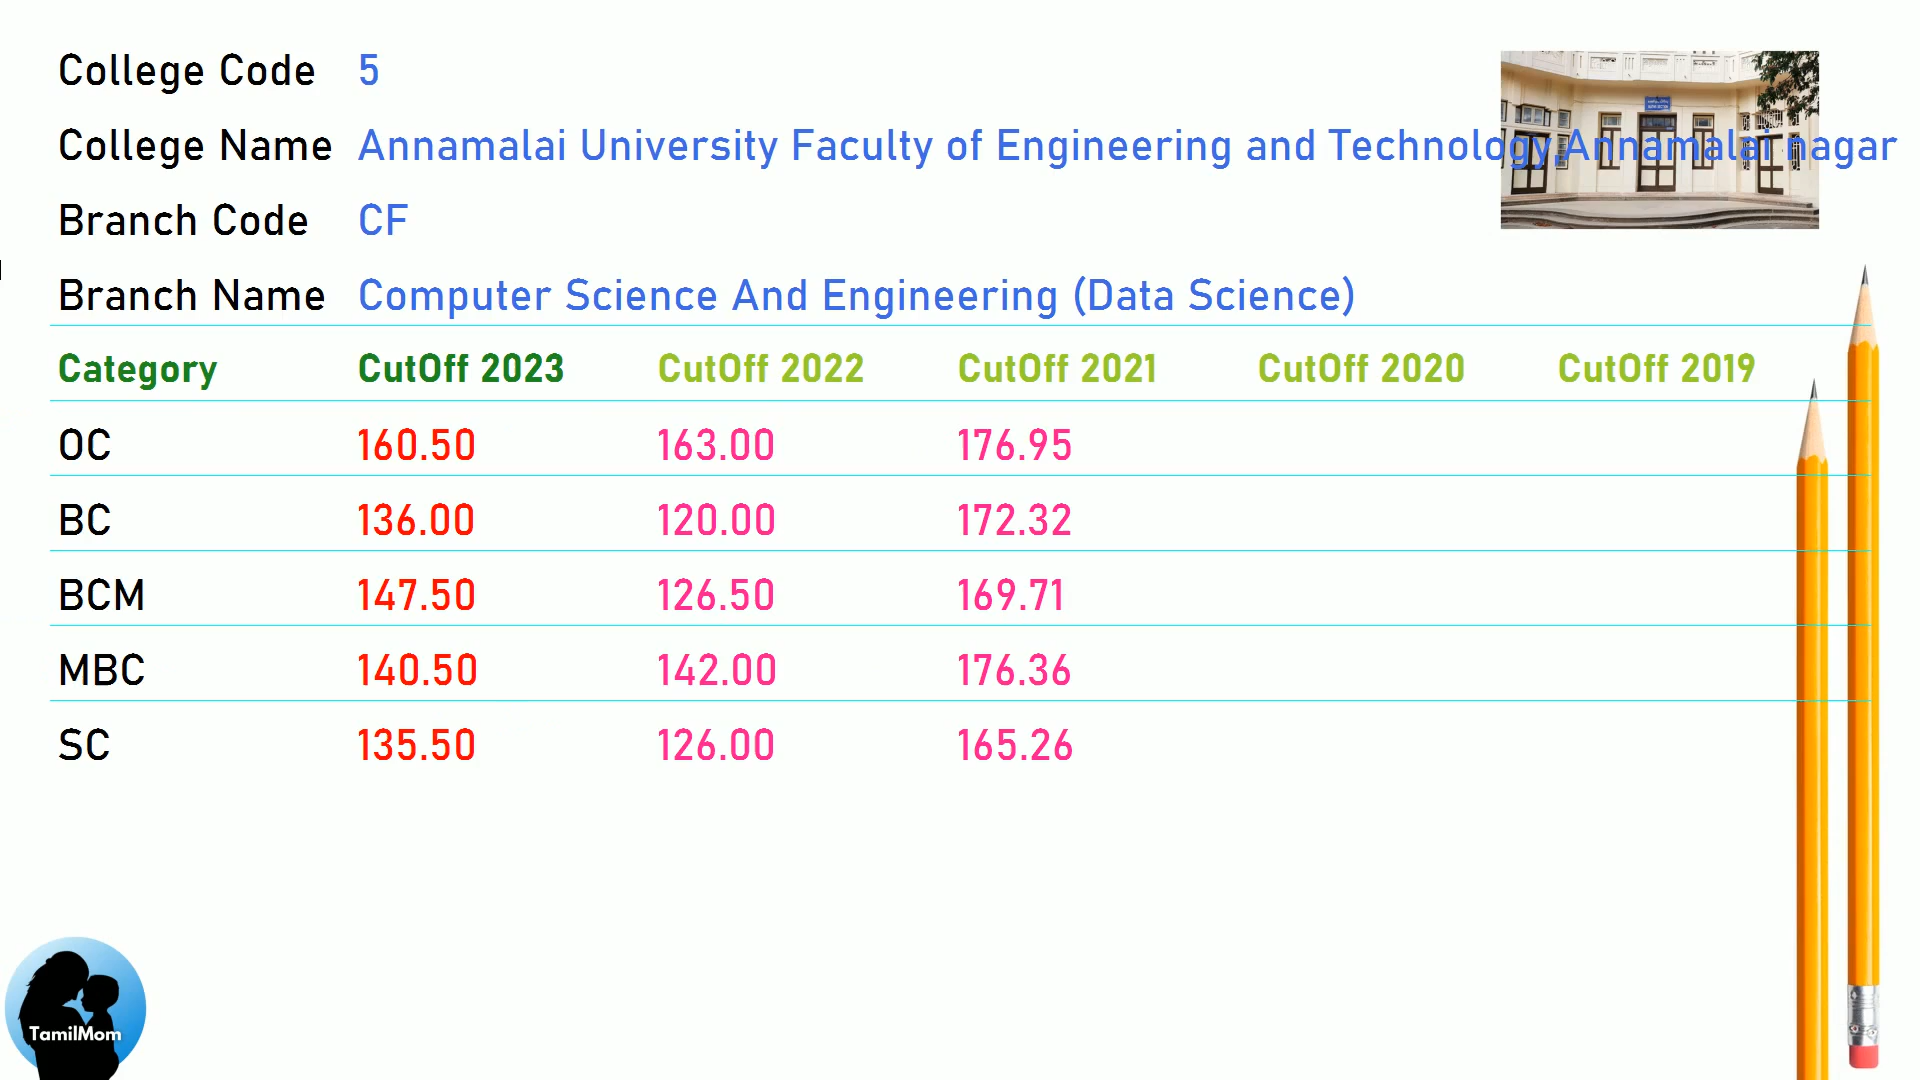 College Code 5
College Name Annamalai University Faculty of Engineering and Technology,Annamalai nagar
Branch Code CF
Branch Name Computer Science And Engineering (Data Science)
Category CutOff 2023 CutOff 2022 CutOff 2021 CutOff 2020 CutOff 2019
OC 160.50 163.00 176.95
BC 136.00 120.00 172.32
BCM 147.50 126.50 169.71
MBC 140.50 142.00 176.36
SC 135.50 126.00 165.26
TamilMom